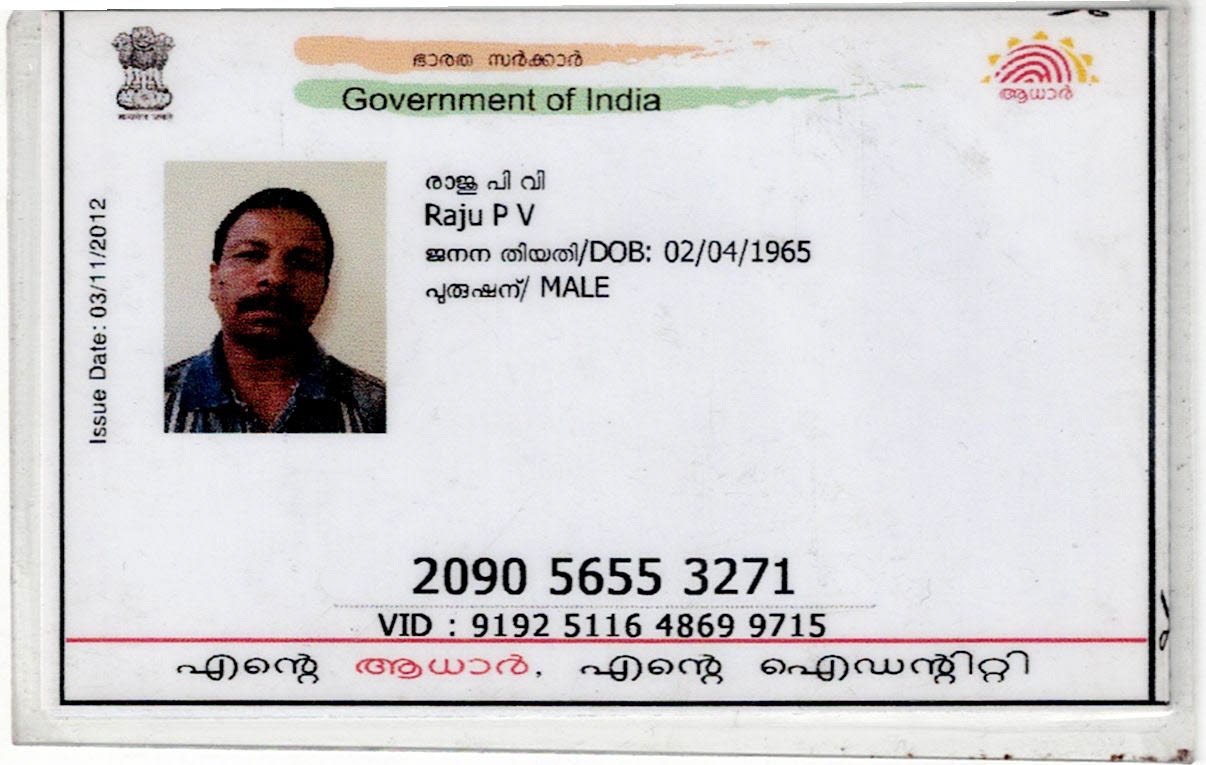 ഭാരത സർക്കാർ
Government of India
ആധാർ
Issue Date: 03/11/2012
രാജു പി വി
Raju P V
ജനന തിയതി/DOB: 02/04/1965
പുരുഷന്/ MALE
2090 5655 3271
VID : 9192 5116 4869 9715
എന്റെ ആധാർ, എന്റെ ഐഡന്റിറ്റി